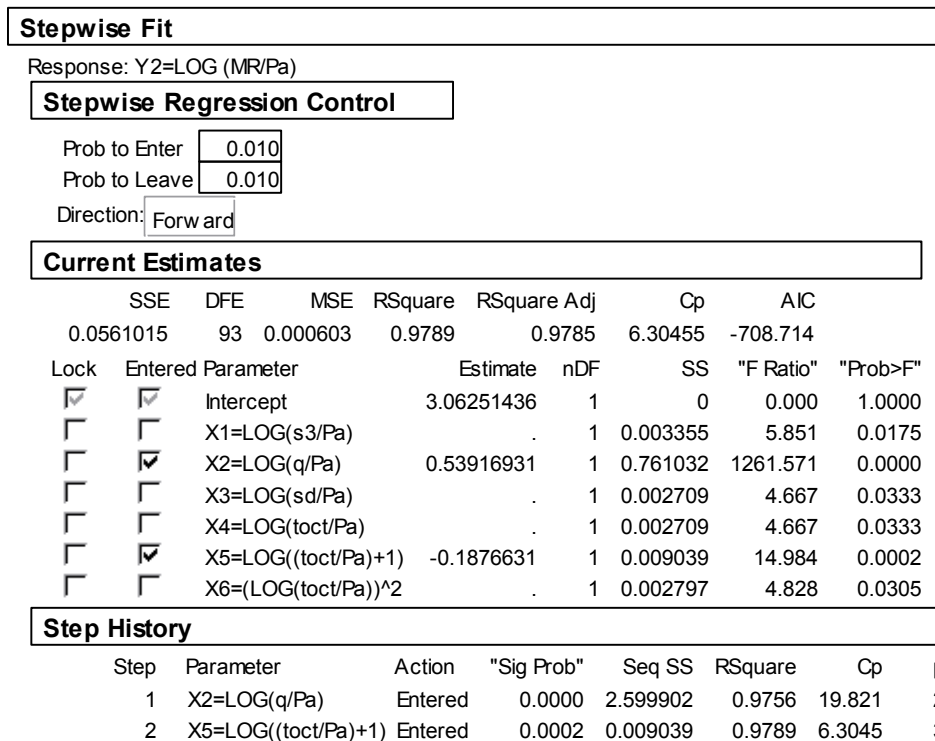 Stepwise Fit
Response: Y2=LOG (MR/Pa)
Stepwise Regression Control
Prob to Enter 0.010
Prob to Leave 0.010
Direction: Forw ard
Current Estimates
SSE DFE MSE RSquare RSquare Adj Cp AIC
0.0561015 93 0.000603 0.9789 0.9785 6.30455 -708.714
Lock Entered Parameter Estimate nDF SS "F Ratio" "Prob>F"
Intercept 3.06251436 1 0 0.000 1.0000
X1=LOG(s3/Pa) . 1 0.003355 5.851 0.0175
X2=LOG(q/Pa) 0.53916931 1 0.761032 1261.571 0.0000
X3=LOG(sd/Pa) . 1 0.002709 4.667 0.0333
X4=LOG(toct/Pa) . 1 0.002709 4.667 0.0333
X5=LOG((toct/Pa)+1) -0.1876631 1 0.009039 14.984 0.0002
X6=(LOG(toct/Pa))^2 . 1 0.002797 4.828 0.0305
Step History
Step Parameter Action "Sig Prob" Seq SS RSquare Cp
1 X2=LOG(q/Pa) Entered 0.0000 2.599902 0.9756 19.821
2 X5=LOG((toct/Pa)+1) Entered 0.0002 0.009039 0.9789 6.3045